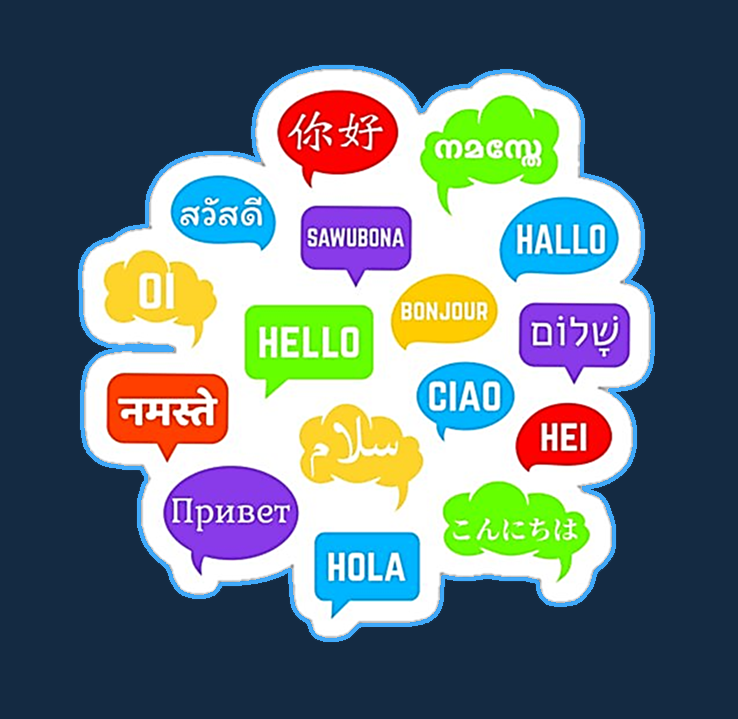 你好
നമസ്തേ
สวัสดี
SAWUBONA
HALLO
OI
BONJOUR
HELLO
שָׁלוֹם
CIAO
नमस्ते
HEI
سلام
Привет
こんにちは
HOLA